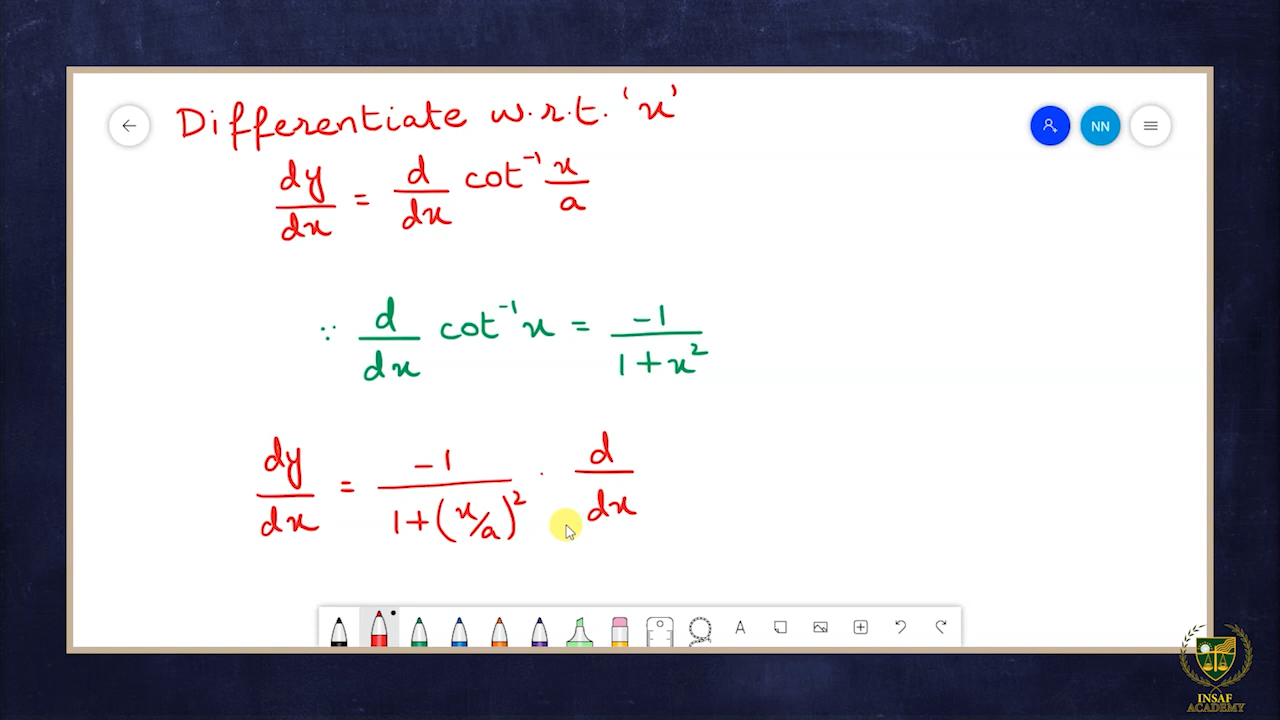 Differentiate w.r.t. 'x'
dy/dx = d/dx cot⁻¹ x/a
NN
∵ d/dx cot⁻¹x = -1/1+x²
dy/dx = -1/1+(x/a)² · d/dx
A
INSAF
ACADEMY